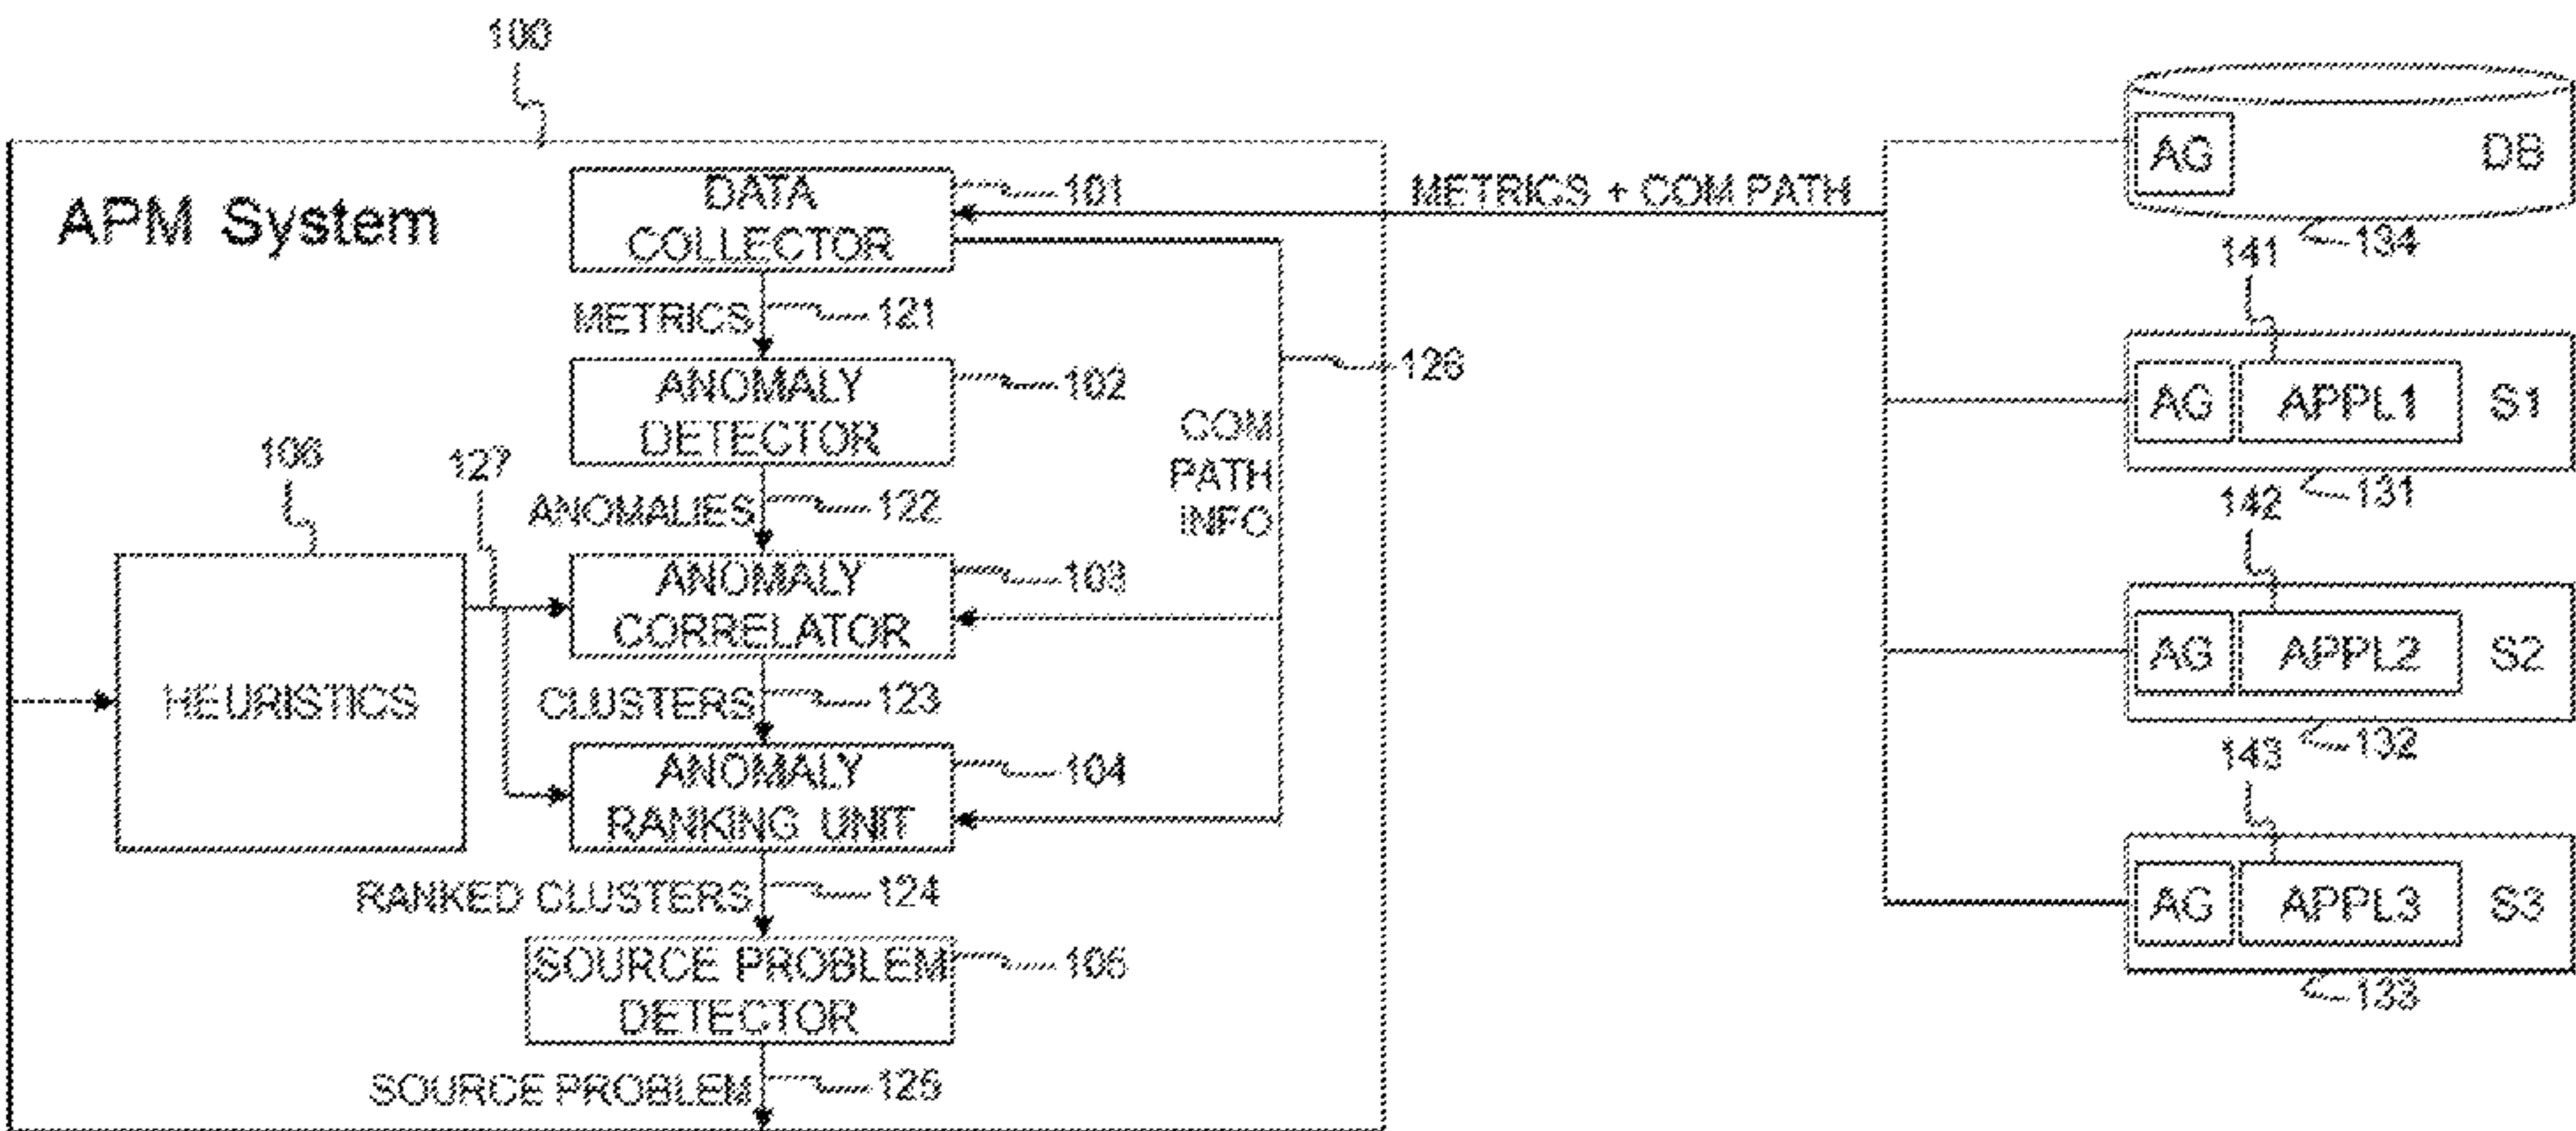 100
APM System
DATA
COLLECTOR
101
METRICS + COM PATH
AG
DB
134
METRICS
121
141
ANOMALY
DETECTOR
102
126
AG
APPL1
S1
131
COM
PATH
INFO
ANOMALIES
122
106
127
142
HEURISTICS
ANOMALY
CORRELATOR
103
AG
APPL2
S2
132
CLUSTERS
123
143
ANOMALY
RANKING UNIT
104
AG
APPL3
S3
133
RANKED CLUSTERS
124
SOURCE PROBLEM
DETECTOR
105
SOURCE PROBLEM
125